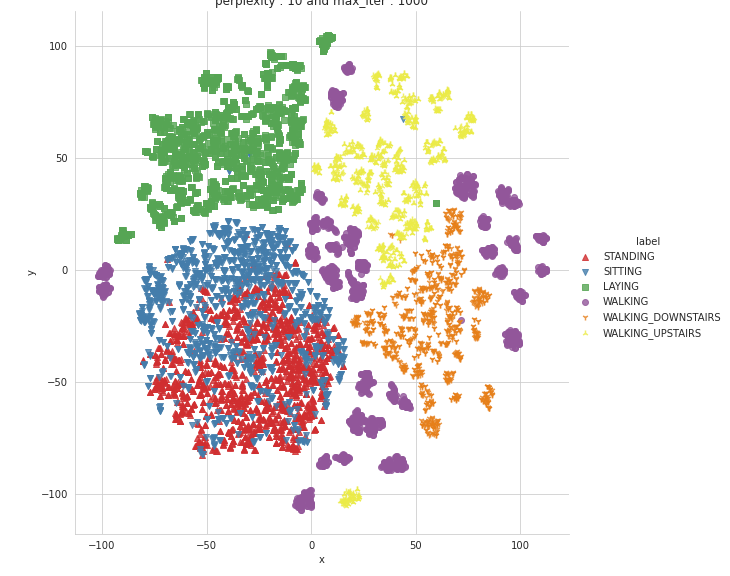 perplexity : 10 and max_iter : 1000
100
50
0
−50
−100
y
−100 −50 0 50 100
x
label
STANDING
SITTING
LAYING
WALKING
WALKING_DOWNSTAIRS
WALKING_UPSTAIRS